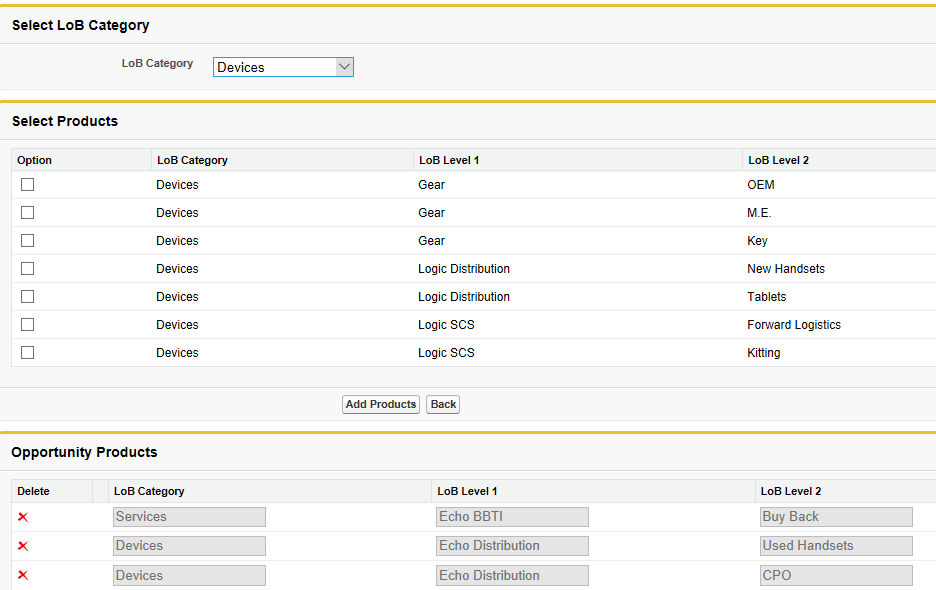 Select LoB Category
LoB Category Devices
Select Products
Option LoB Category LoB Level 1 LoB Level 2
Devices Gear OEM
Devices Gear M.E.
Devices Gear Key
Devices Logic Distribution New Handsets
Devices Logic Distribution Tablets
Devices Logic SCS Forward Logistics
Devices Logic SCS Kitting
Add Products Back
Opportunity Products
Delete LoB Category LoB Level 1 LoB Level 2
Services Echo BBTI Buy Back
Devices Echo Distribution Used Handsets
Devices Echo Distribution CPO